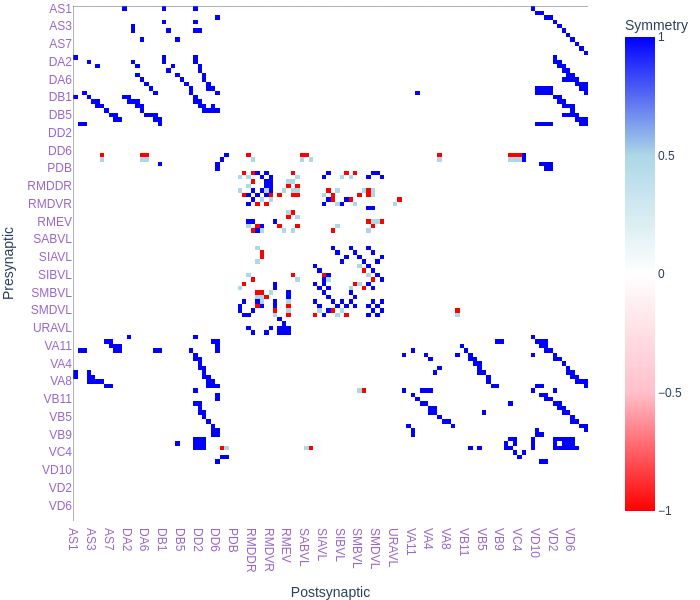 Symmetry
1
0.5
0
−0.5
−1
Presynaptic
AS1
AS3
AS7
DA2
DA6
DB1
DB5
DD2
DD6
PDB
RMDDR
RMDVR
RMEV
SABVL
SIAVL
SIBVL
SMBVL
SMDVL
URAVL
VA11
VA4
VA8
VB11
VB5
VB9
VC4
VD10
VD2
VD6
AS1
AS3
AS7
DA2
DA6
DB1
DB5
DD2
DD6
PDB
RMDDR
RMDVR
RMEV
SABVL
SIAVL
SIBVL
SMBVL
SMDVL
URAVL
VA11
VA4
VA8
VB11
VB5
VB9
VC4
VD10
VD2
VD6
Postsynaptic